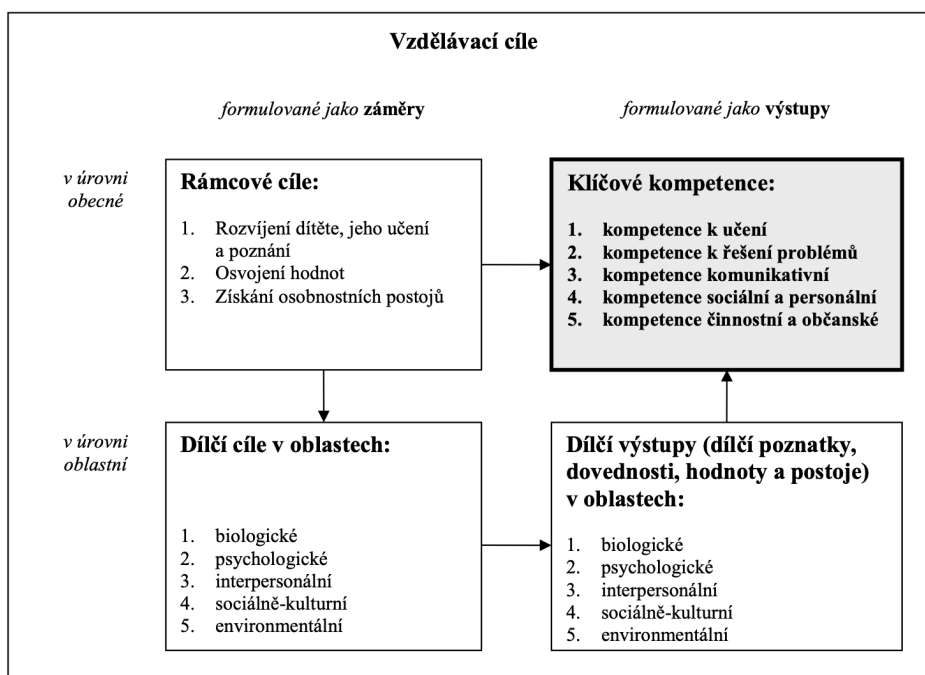 Vzdělávací cíle
formulované jako záměry
formulované jako výstupy
v úrovni
obecné
Rámcové cíle:
1. Rozvíjení dítěte, jeho učení
a poznání
2. Osvojení hodnot
3. Získání osobnostních postojů
Klíčové kompetence:
1. kompetence k učení
2. kompetence k řešení problémů
3. kompetence komunikativní
4. kompetence sociální a personální
5. kompetence činnostní a občanské
v úrovni
oblastní
Dílčí cíle v oblastech:
1. biologické
2. psychologické
3. interpersonální
4. sociálně-kulturní
5. environmentální
Dílčí výstupy (dílčí poznatky,
dovednosti, hodnoty a postoje)
v oblastech:
1. biologické
2. psychologické
3. interpersonální
4. sociálně-kulturní
5. environmentální